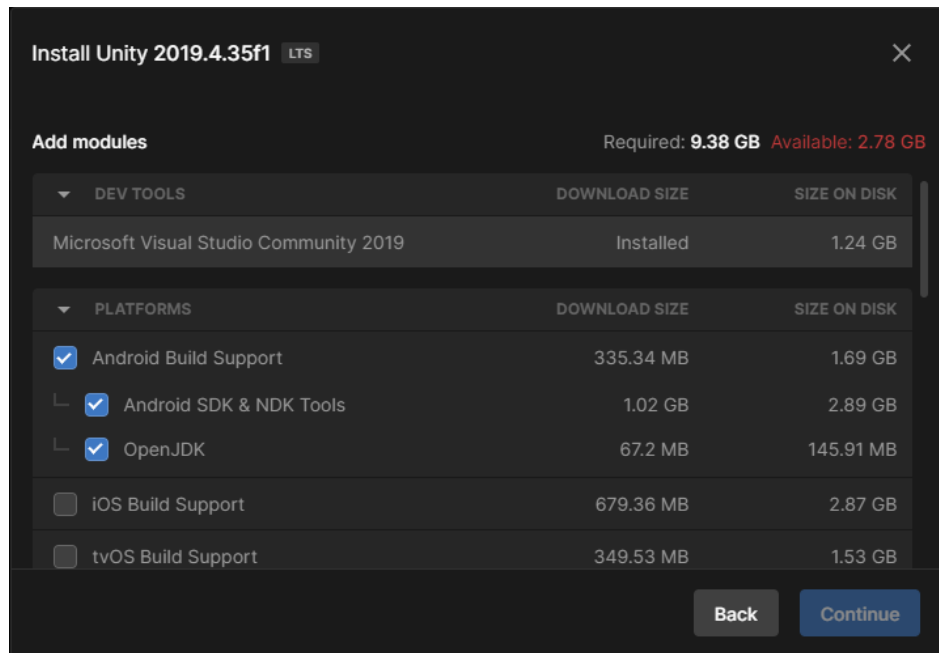 Install Unity 2019.4.35f1 LTS
Add modules Required: 9.38 GB Available: 2.78 GB
DEV TOOLS DOWNLOAD SIZE SIZE ON DISK
Microsoft Visual Studio Community 2019 Installed 1.24 GB
PLATFORMS DOWNLOAD SIZE SIZE ON DISK
Android Build Support 335.34 MB 1.69 GB
Android SDK & NDK Tools 1.02 GB 2.89 GB
OpenJDK 67.2 MB 145.91 MB
iOS Build Support 679.36 MB 2.87 GB
tvOS Build Support 349.53 MB 1.53 GB
Back Continue